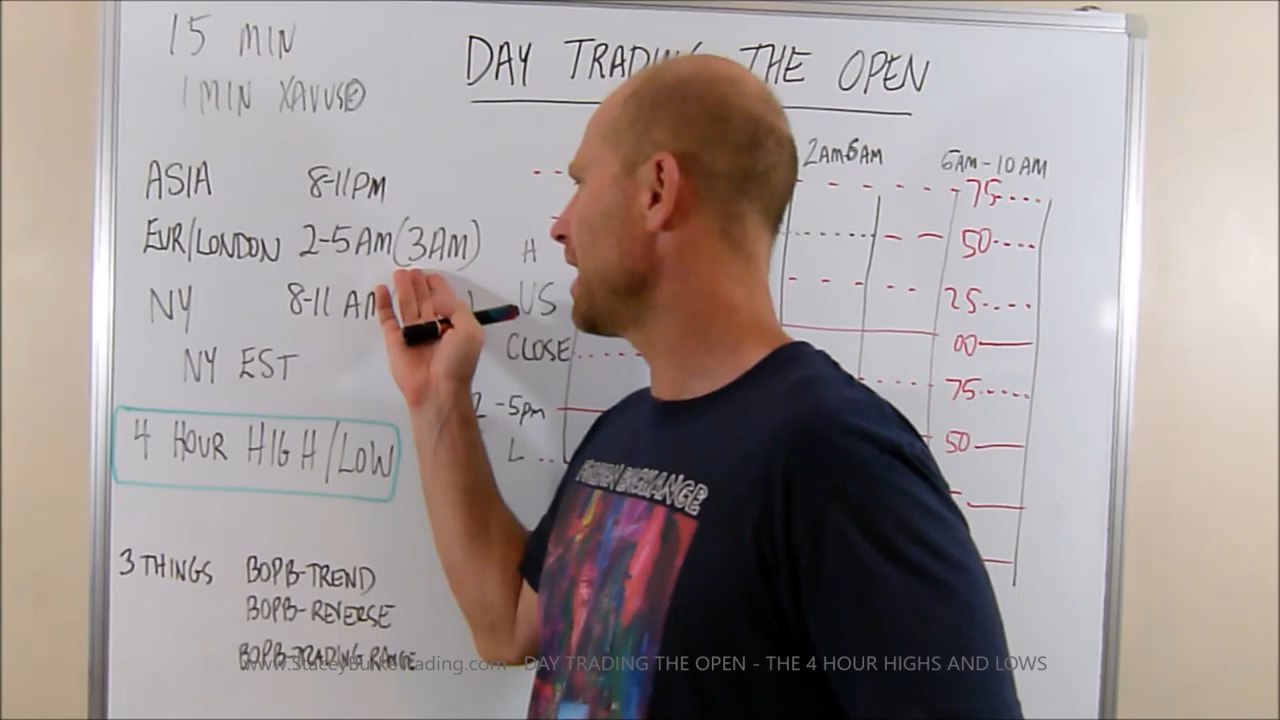 15 MIN
1 MIN XAUUSD
DAY TRADING THE OPEN
ASIA 8-11PM
EUR/LONDON 2-5AM (3AM)
NY 8-11 AM
NY EST
4 HOUR HIGH/LOW
3 THINGS BOPB-TREND
BOPB-REVERSE
BOPB-TRADING RANGE
2AM-6AM
6AM-10AM
H
US
CLOSE
-5pm
L
75
50
25
00
75
50
FOREIGN EXCHANGE
www.StaceyBurkeTrading.com - DAY TRADING THE OPEN - THE 4 HOUR HIGHS AND LOWS